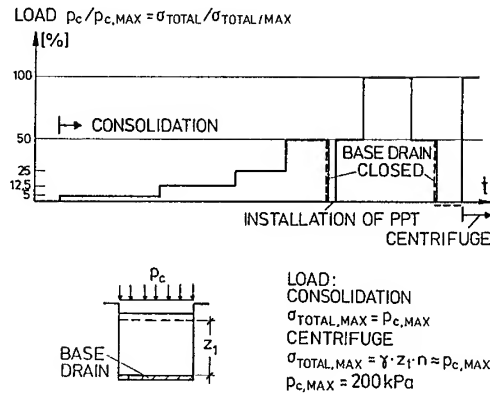 LOAD p_c/p_c,MAX = σ_TOTAL/σ_TOTAL,MAX
[%]
100
50
25
12,5
5
CONSOLIDATION
BASE DRAIN
CLOSED
t
INSTALLATION OF PPT
CENTRIFUGE
p_c
z_1
BASE
DRAIN
LOAD:
CONSOLIDATION
σ_TOTAL,MAX = p_c,MAX
CENTRIFUGE
σ_TOTAL,MAX = γ·z_1·n ≈ p_c,MAX
p_c,MAX = 200 kPa